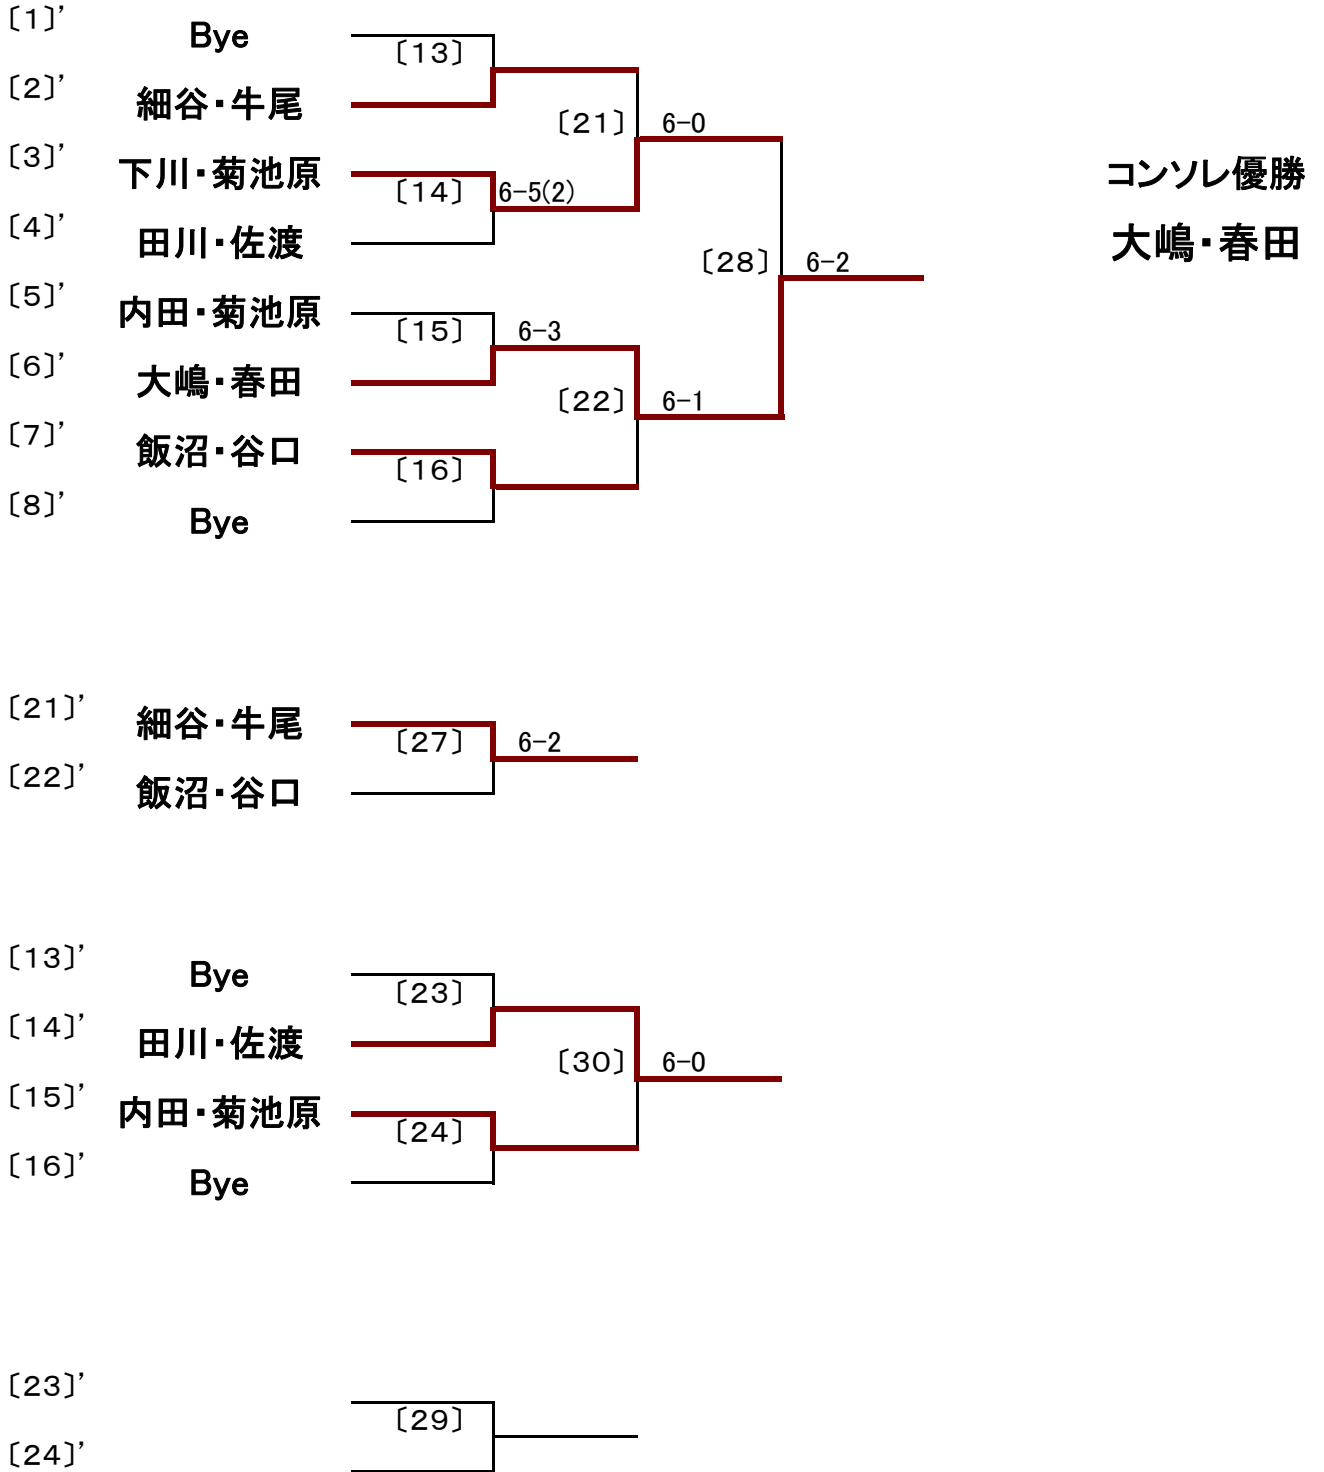 〔1〕’ Bye
〔13〕
〔2〕’ 細谷・牛尾
〔21〕 6-0
〔3〕’ 下川・菊池原
コンソレ優勝
〔14〕 6-5(2)
〔4〕’ 田川・佐渡
大嶋・春田
〔28〕 6-2
〔5〕’ 内田・菊池原
〔15〕 6-3
〔6〕’ 大嶋・春田
〔22〕 6-1
〔7〕’ 飯沼・谷口
〔16〕
〔8〕’ Bye
〔21〕’ 細谷・牛尾
〔27〕 6-2
〔22〕’ 飯沼・谷口
〔13〕’ Bye
〔23〕
〔14〕’ 田川・佐渡
〔30〕 6-0
〔15〕’ 内田・菊池原
〔24〕
〔16〕’ Bye
〔23〕’
〔29〕
〔24〕’